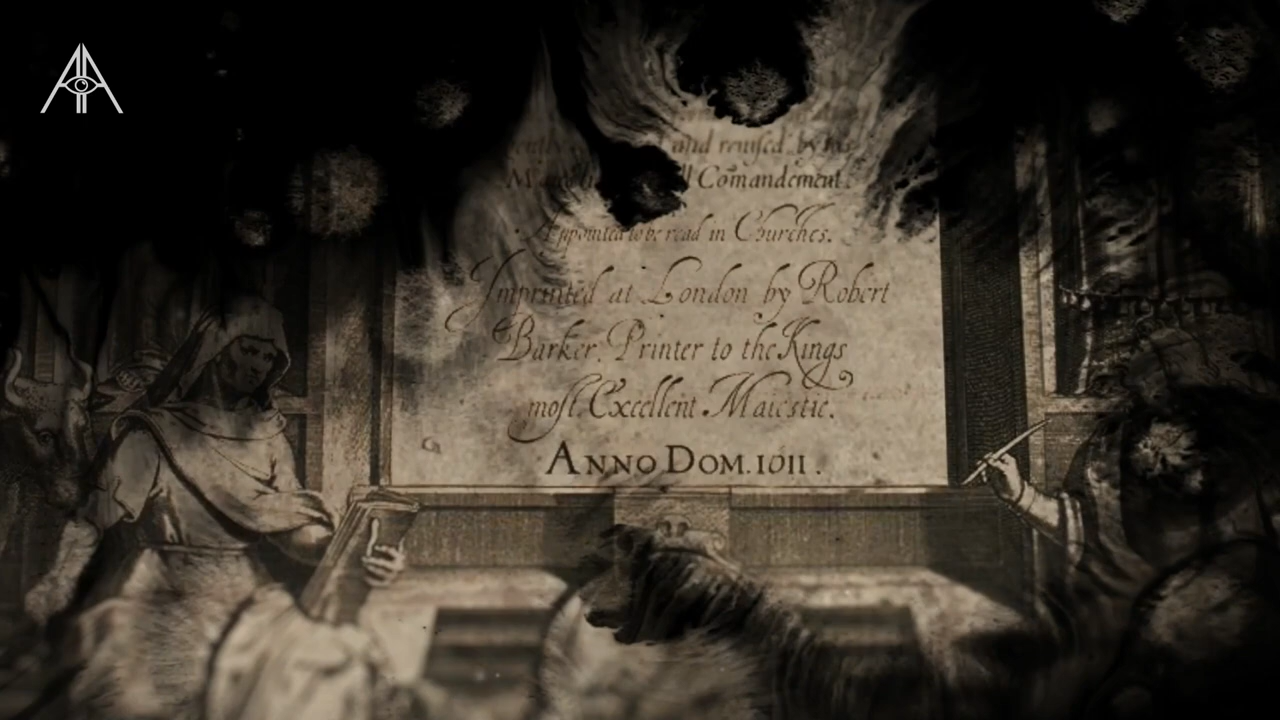 and reuised by his
ll Comandement.
Appointed to be read in Churches.
Imprinted at London by Robert
Barker, Printer to the Kings
most Excellent Maiestie.
ANNO DOM. 1611.